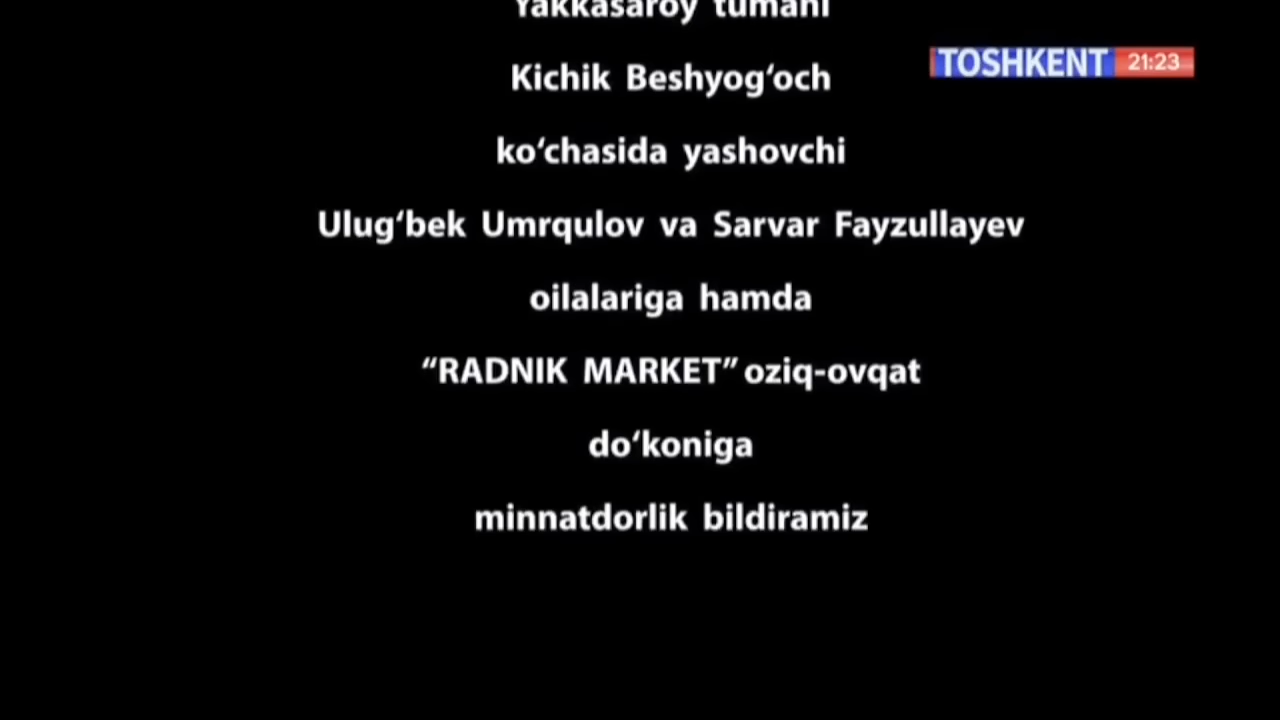 Yakkasaroy tumani
TOSHKENT 21:23
Kichik Beshyog‘och
ko‘chasida yashovchi
Ulug‘bek Umrqulov va Sarvar Fayzullayev
oilalariga hamda
“RADNIK MARKET” oziq-ovqat
do‘koniga
minnatdorlik bildiramiz